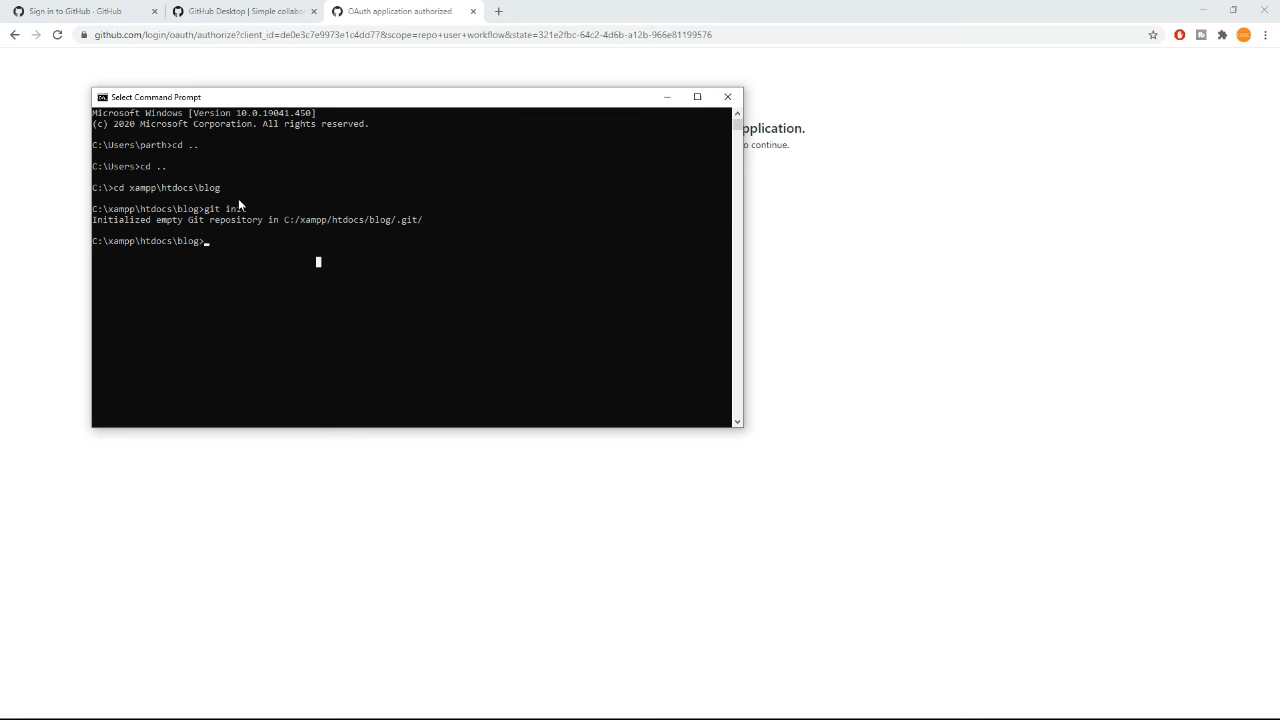 Sign in to GitHub · GitHub
GitHub Desktop | Simple collabo
OAuth application authorized
github.com/login/oauth/authorize?client_id=de0e3c7e9973e1c4dd77&scope=repo+user+workflow&state=321e2fbc-64c2-4d6b-a12b-966e81199576
Select Command Prompt
Microsoft Windows [Version 10.0.19041.450]
(c) 2020 Microsoft Corporation. All rights reserved.
C:\Users\parth>cd ..
C:\Users>cd ..
C:\>cd xampp\htdocs\blog
C:\xampp\htdocs\blog>git init
Initialized empty Git repository in C:/xampp/htdocs/blog/.git/
C:\xampp\htdocs\blog>
pplication.
o continue.